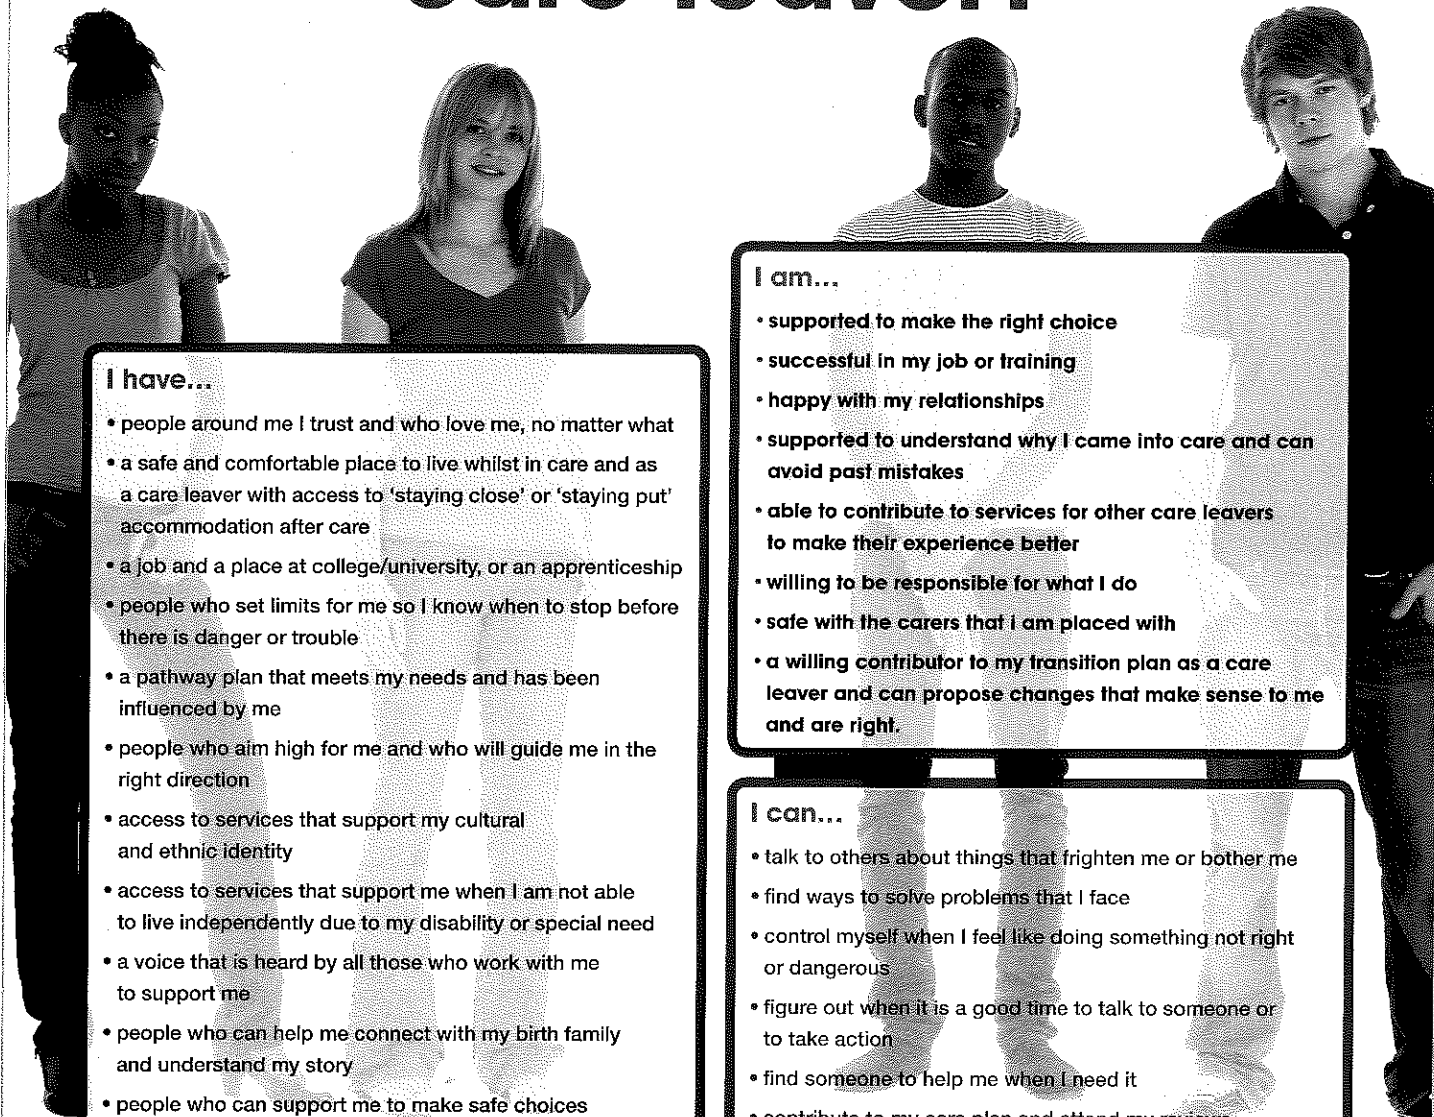 care leaver?
I have...
• people around me I trust and who love me, no matter what
• a safe and comfortable place to live whilst in care and as
a care leaver with access to ‘staying close’ or ‘staying put’
accommodation after care
• a job and a place at college/university, or an apprenticeship
• people who set limits for me so I know when to stop before
there is danger or trouble
• a pathway plan that meets my needs and has been
influenced by me
• people who aim high for me and who will guide me in the
right direction
• access to services that support my cultural
and ethnic identity
• access to services that support me when I am not able
to live independently due to my disability or special need
• a voice that is heard by all those who work with me
to support me
• people who can help me connect with my birth family
and understand my story
• people who can support me to make safe choices
I am...
• supported to make the right choice
• successful in my job or training
• happy with my relationships
• supported to understand why I came into care and can
avoid past mistakes
• able to contribute to services for other care leavers
to make their experience better
• willing to be responsible for what I do
• safe with the carers that I am placed with
• a willing contributor to my transition plan as a care
leaver and can propose changes that make sense to me
and are right.
I can...
• talk to others about things that frighten me or bother me
• find ways to solve problems that I face
• control myself when I feel like doing something not right
or dangerous
• figure out when it is a good time to talk to someone or
to take action
• find someone to help me when I need it
• contribute to my care plan and attend my